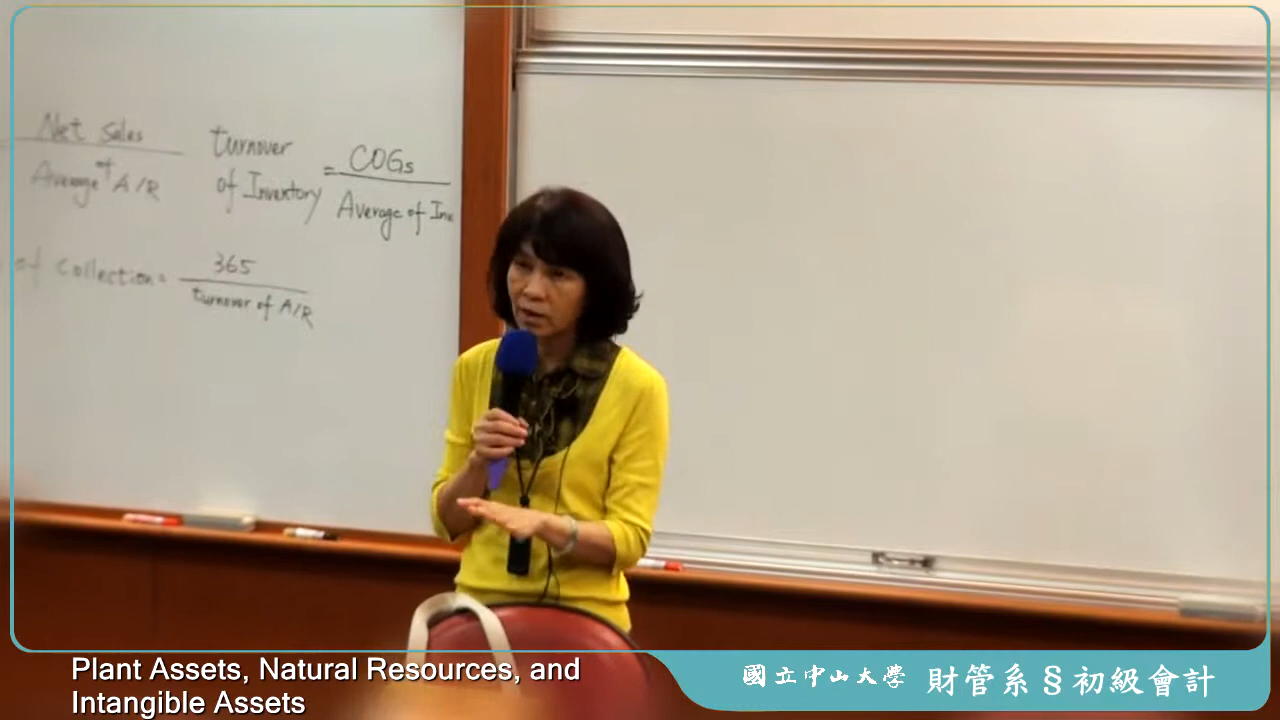 Net Sales
Average of A/R
turnover of Inventory = COGs
Average of Inv
of collection = 365
turnover of A/R
Plant Assets, Natural Resources, and
Intangible Assets
國立中山大學 財管系§初級會計